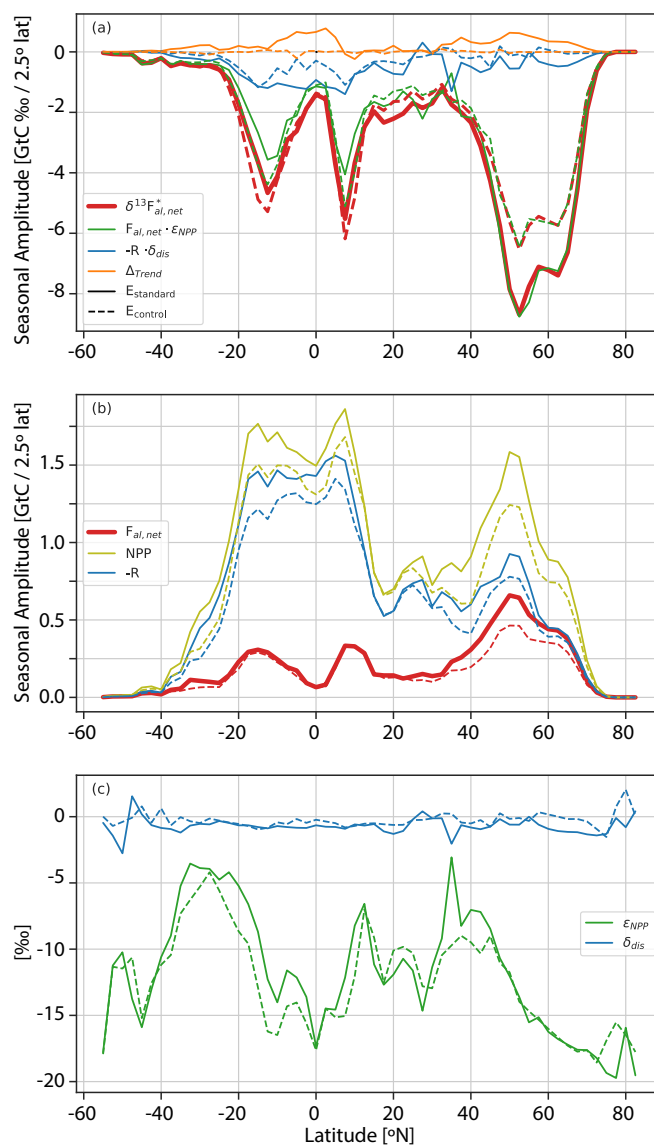 (a)
Seasonal Amplitude [GtC ‰ / 2.5º lat]
0
-2
-4
-6
-8
δ¹³F*al,net
Fal,net · εNPP
-R · δdis
ΔTrend
Estandard
Econtrol
-60 -40 -20 0 20 40 60 80
(b)
Seasonal Amplitude [GtC / 2.5º lat]
1.5
1.0
0.5
0.0
Fal,net
NPP
-R
-60 -40 -20 0 20 40 60 80
(c)
[‰]
0
-5
-10
-15
-20
εNPP
δdis
-60 -40 -20 0 20 40 60 80
Latitude [ºN]